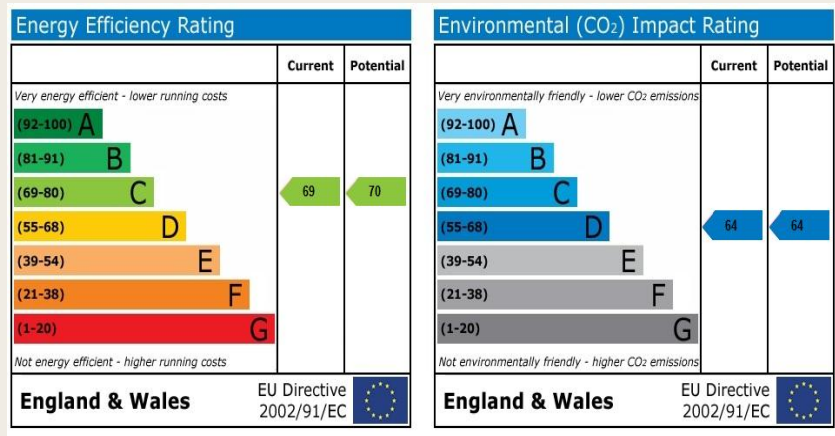 Energy Efficiency Rating
Current Potential
Very energy efficient - lower running costs
(92-100) A
(81-91) B
(69-80) C 69 70
(55-68) D
(39-54) E
(21-38) F
(1-20) G
Not energy efficient - higher running costs
England & Wales
EU Directive
2002/91/EC
Environmental (CO₂) Impact Rating
Current Potential
Very environmentally friendly - lower CO₂ emissions
(92-100) A
(81-91) B
(69-80) C
(55-68) D 64 64
(39-54) E
(21-38) F
(1-20) G
Not environmentally friendly - higher CO₂ emissions
England & Wales
EU Directive
2002/91/EC